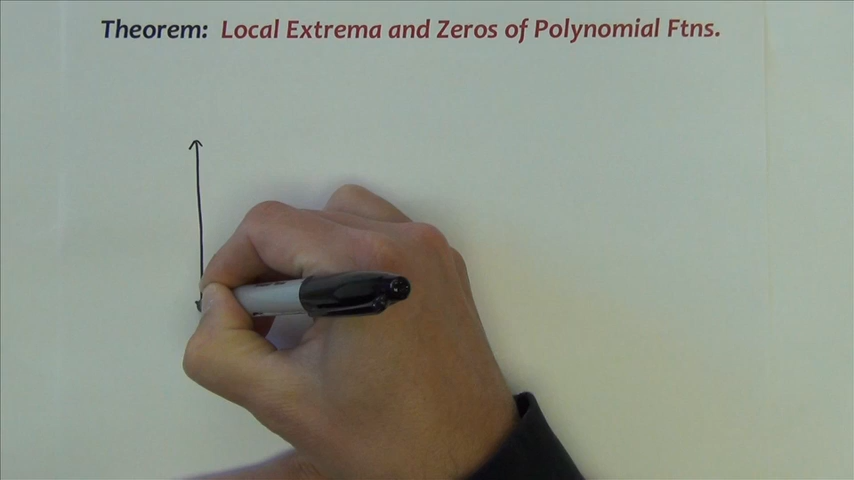 Theorem: Local Extrema and Zeros of Polynomial Ftns.